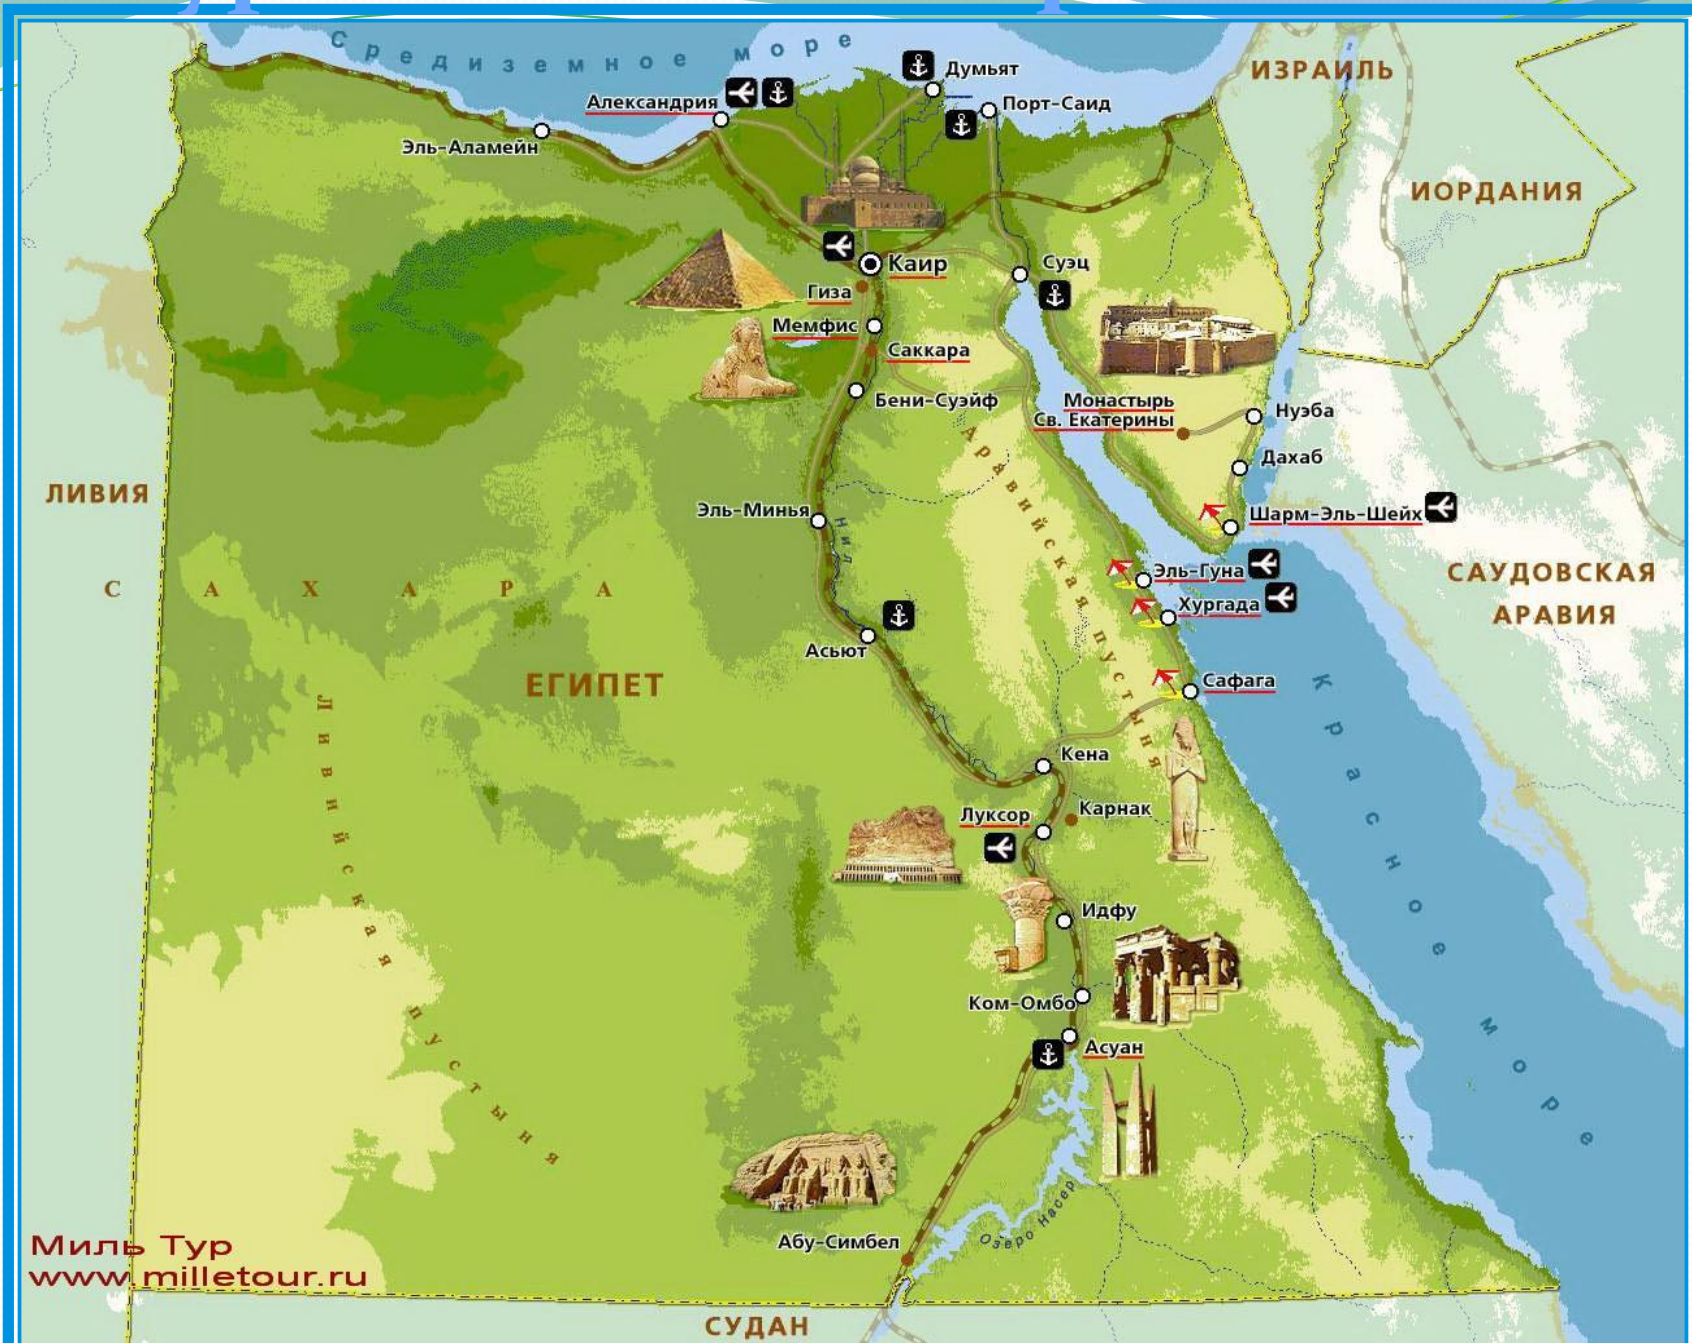 Средиземное море
Думьят
Александрия
Порт-Саид
Эль-Аламейн
ИЗРАИЛЬ
ИОРДАНИЯ
Каир
Суэц
Гиза
Мемфис
Саккара
Бени-Суэйф
Монастырь
Св. Екатерины
Нуэба
Дахаб
ЛИВИЯ
Эль-Минья
Нил
Аравийская пустыня
Шарм-Эль-Шейх
Эль-Гуна
Хургада
САУДОВСКАЯ
АРАВИЯ
САХАРА
Асьют
ЕГИПЕТ
Сафага
Ливийская пустыня
Красное море
Кена
Луксор
Карнак
Идфу
Ком-Омбо
Асуан
Озеро Насер
Абу-Симбел
Миль Тур
www.milletour.ru
СУДАН